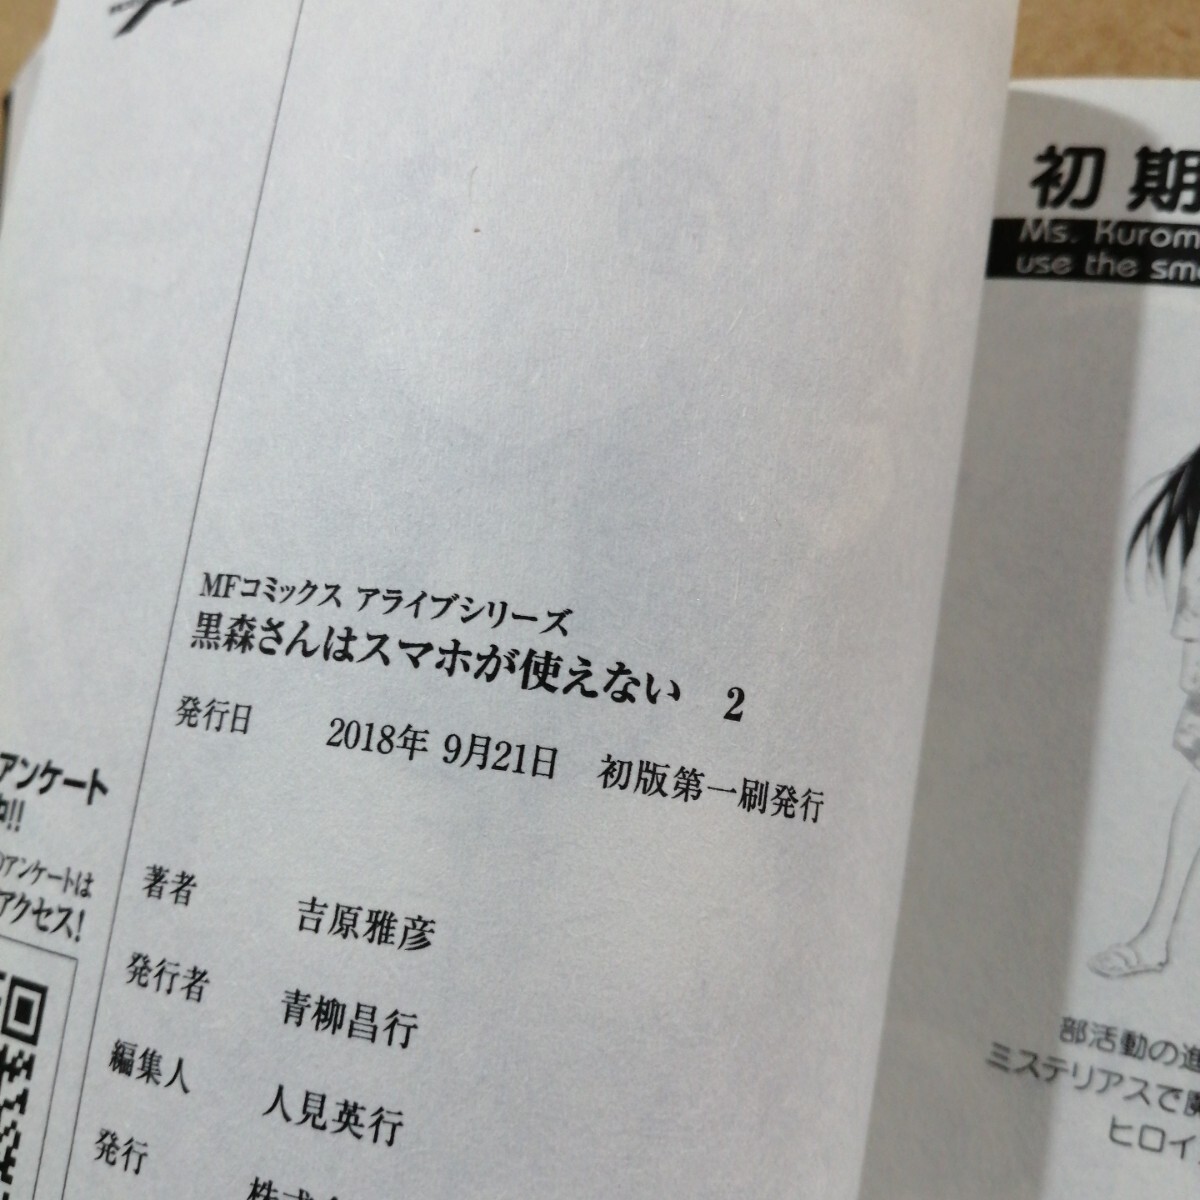 MFコミックス アライブシリーズ
黒森さんはスマホが使えない 2
発行日 2018年 9月21日 初版第一刷発行
著者 吉原雅彦
発行者 青柳昌行
編集人 人見英行
発行 株式
アンケート
!!
アンケートは
アクセス!
初期
Ms. Kurom
use the sm
部活動の進
ミステリアスで
ヒロイ